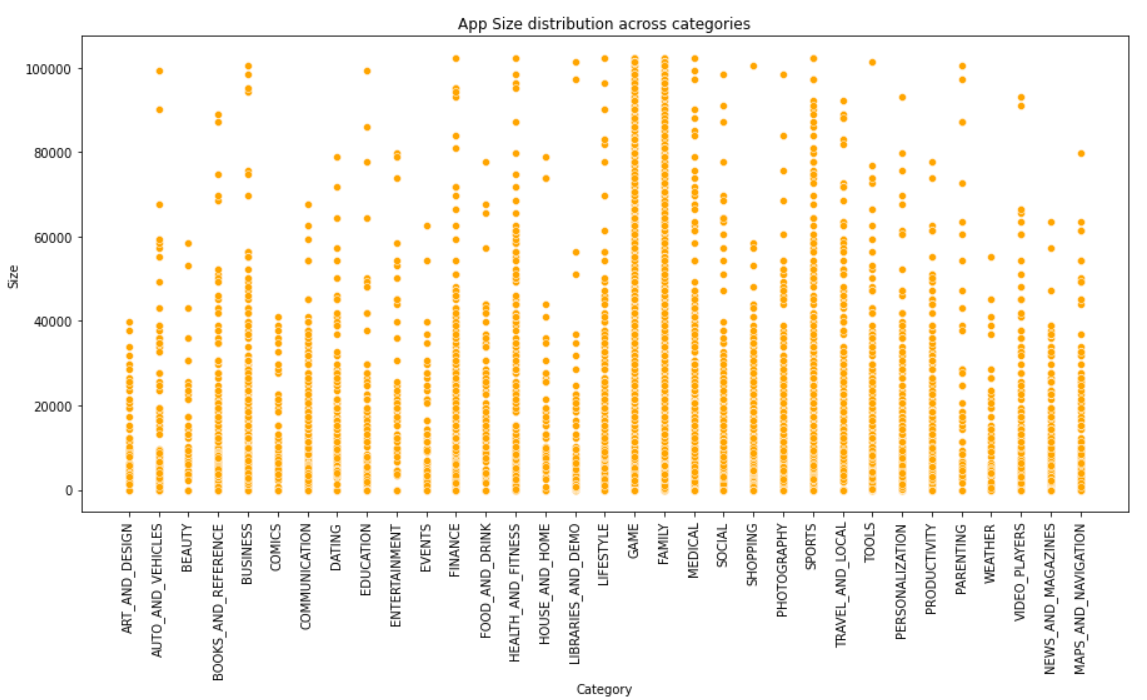 App Size distribution across categories
100000
80000
60000
40000
20000
0
Size
ART_AND_DESIGN
AUTO_AND_VEHICLES
BEAUTY
BOOKS_AND_REFERENCE
BUSINESS
COMICS
COMMUNICATION
DATING
EDUCATION
ENTERTAINMENT
EVENTS
FINANCE
FOOD_AND_DRINK
HEALTH_AND_FITNESS
HOUSE_AND_HOME
LIBRARIES_AND_DEMO
LIFESTYLE
GAME
FAMILY
MEDICAL
SOCIAL
SHOPPING
PHOTOGRAPHY
SPORTS
TRAVEL_AND_LOCAL
TOOLS
PERSONALIZATION
PRODUCTIVITY
PARENTING
WEATHER
VIDEO_PLAYERS
NEWS_AND_MAGAZINES
MAPS_AND_NAVIGATION
Category